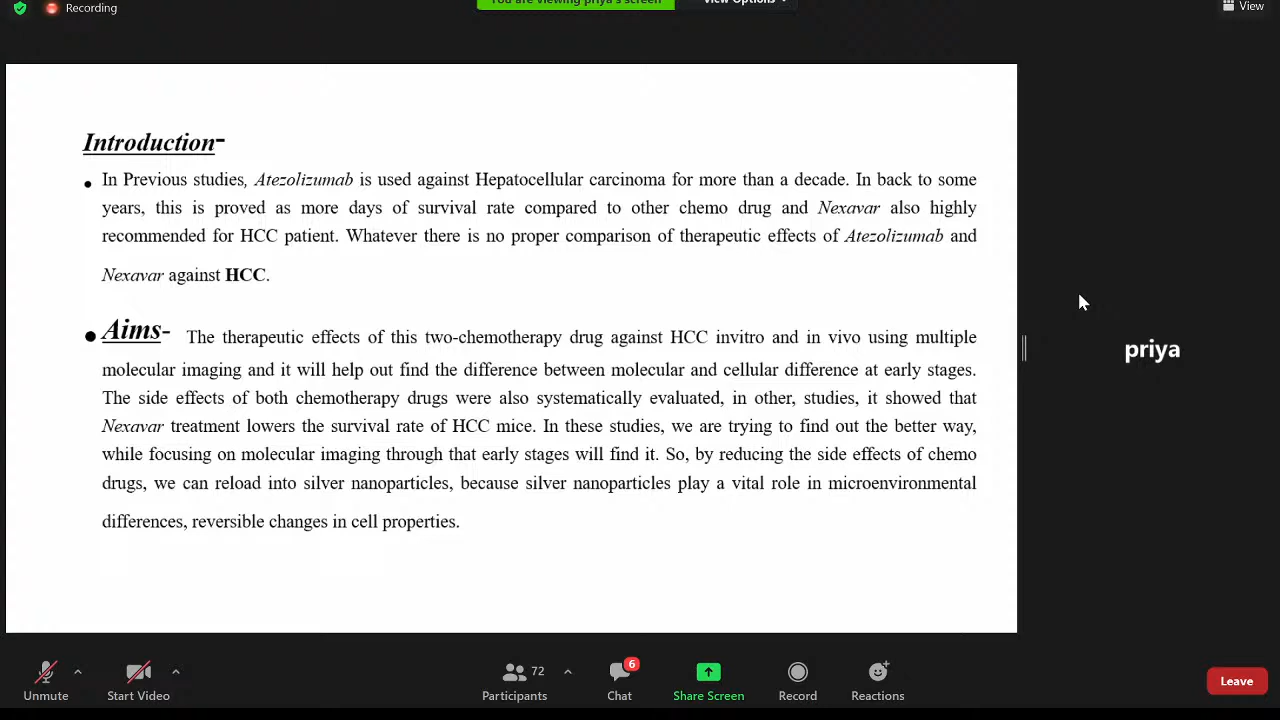 Recording
You are viewing priya's screen
View Options
View
Introduction-
• In Previous studies, Atezolizumab is used against Hepatocellular carcinoma for more than a decade. In back to some
years, this is proved as more days of survival rate compared to other chemo drug and Nexavar also highly
recommended for HCC patient. Whatever there is no proper comparison of therapeutic effects of Atezolizumab and
Nexavar against HCC.
• Aims- The therapeutic effects of this two-chemotherapy drug against HCC invitro and in vivo using multiple
molecular imaging and it will help out find the difference between molecular and cellular difference at early stages.
The side effects of both chemotherapy drugs were also systematically evaluated, in other, studies, it showed that
Nexavar treatment lowers the survival rate of HCC mice. In these studies, we are trying to find out the better way,
while focusing on molecular imaging through that early stages will find it. So, by reducing the side effects of chemo
drugs, we can reload into silver nanoparticles, because silver nanoparticles play a vital role in microenvironmental
differences, reversible changes in cell properties.
priya
6
72
Unmute
Start Video
Participants
Chat
Share Screen
Record
Reactions
Leave